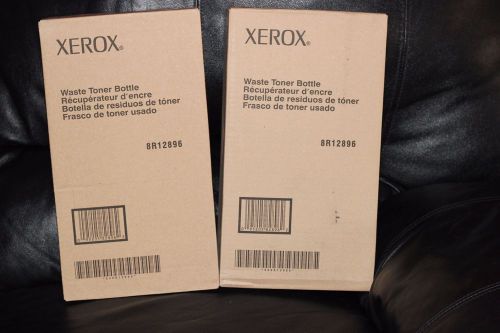 XEROX®
Waste Toner Bottle
Récupérateur d'encre
Botella de residuos de tóner
Frasco de toner usado
8R12896
XEROX®
Waste Toner Bottle
Récupérateur d'encre
Botella de residuos de tóner
Frasco de toner usado
8R12896